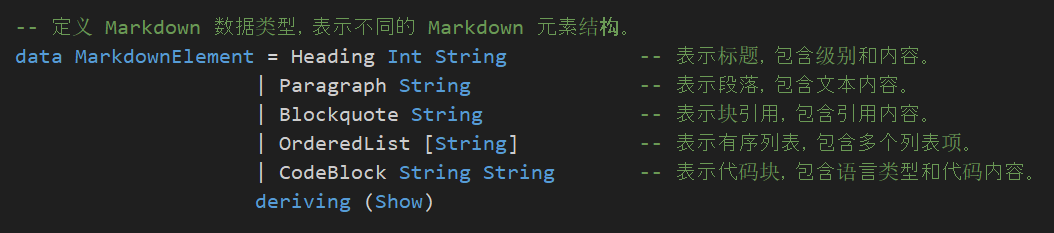 -- 定义 Markdown 数据类型, 表示不同的 Markdown 元素结构。
data MarkdownElement = Heading Int String -- 表示标题, 包含级别和内容。
| Paragraph String -- 表示段落, 包含文本内容。
| Blockquote String -- 表示块引用, 包含引用内容。
| OrderedList [String] -- 表示有序列表, 包含多个列表项。
| CodeBlock String String -- 表示代码块, 包含语言类型和代码内容。
deriving (Show)